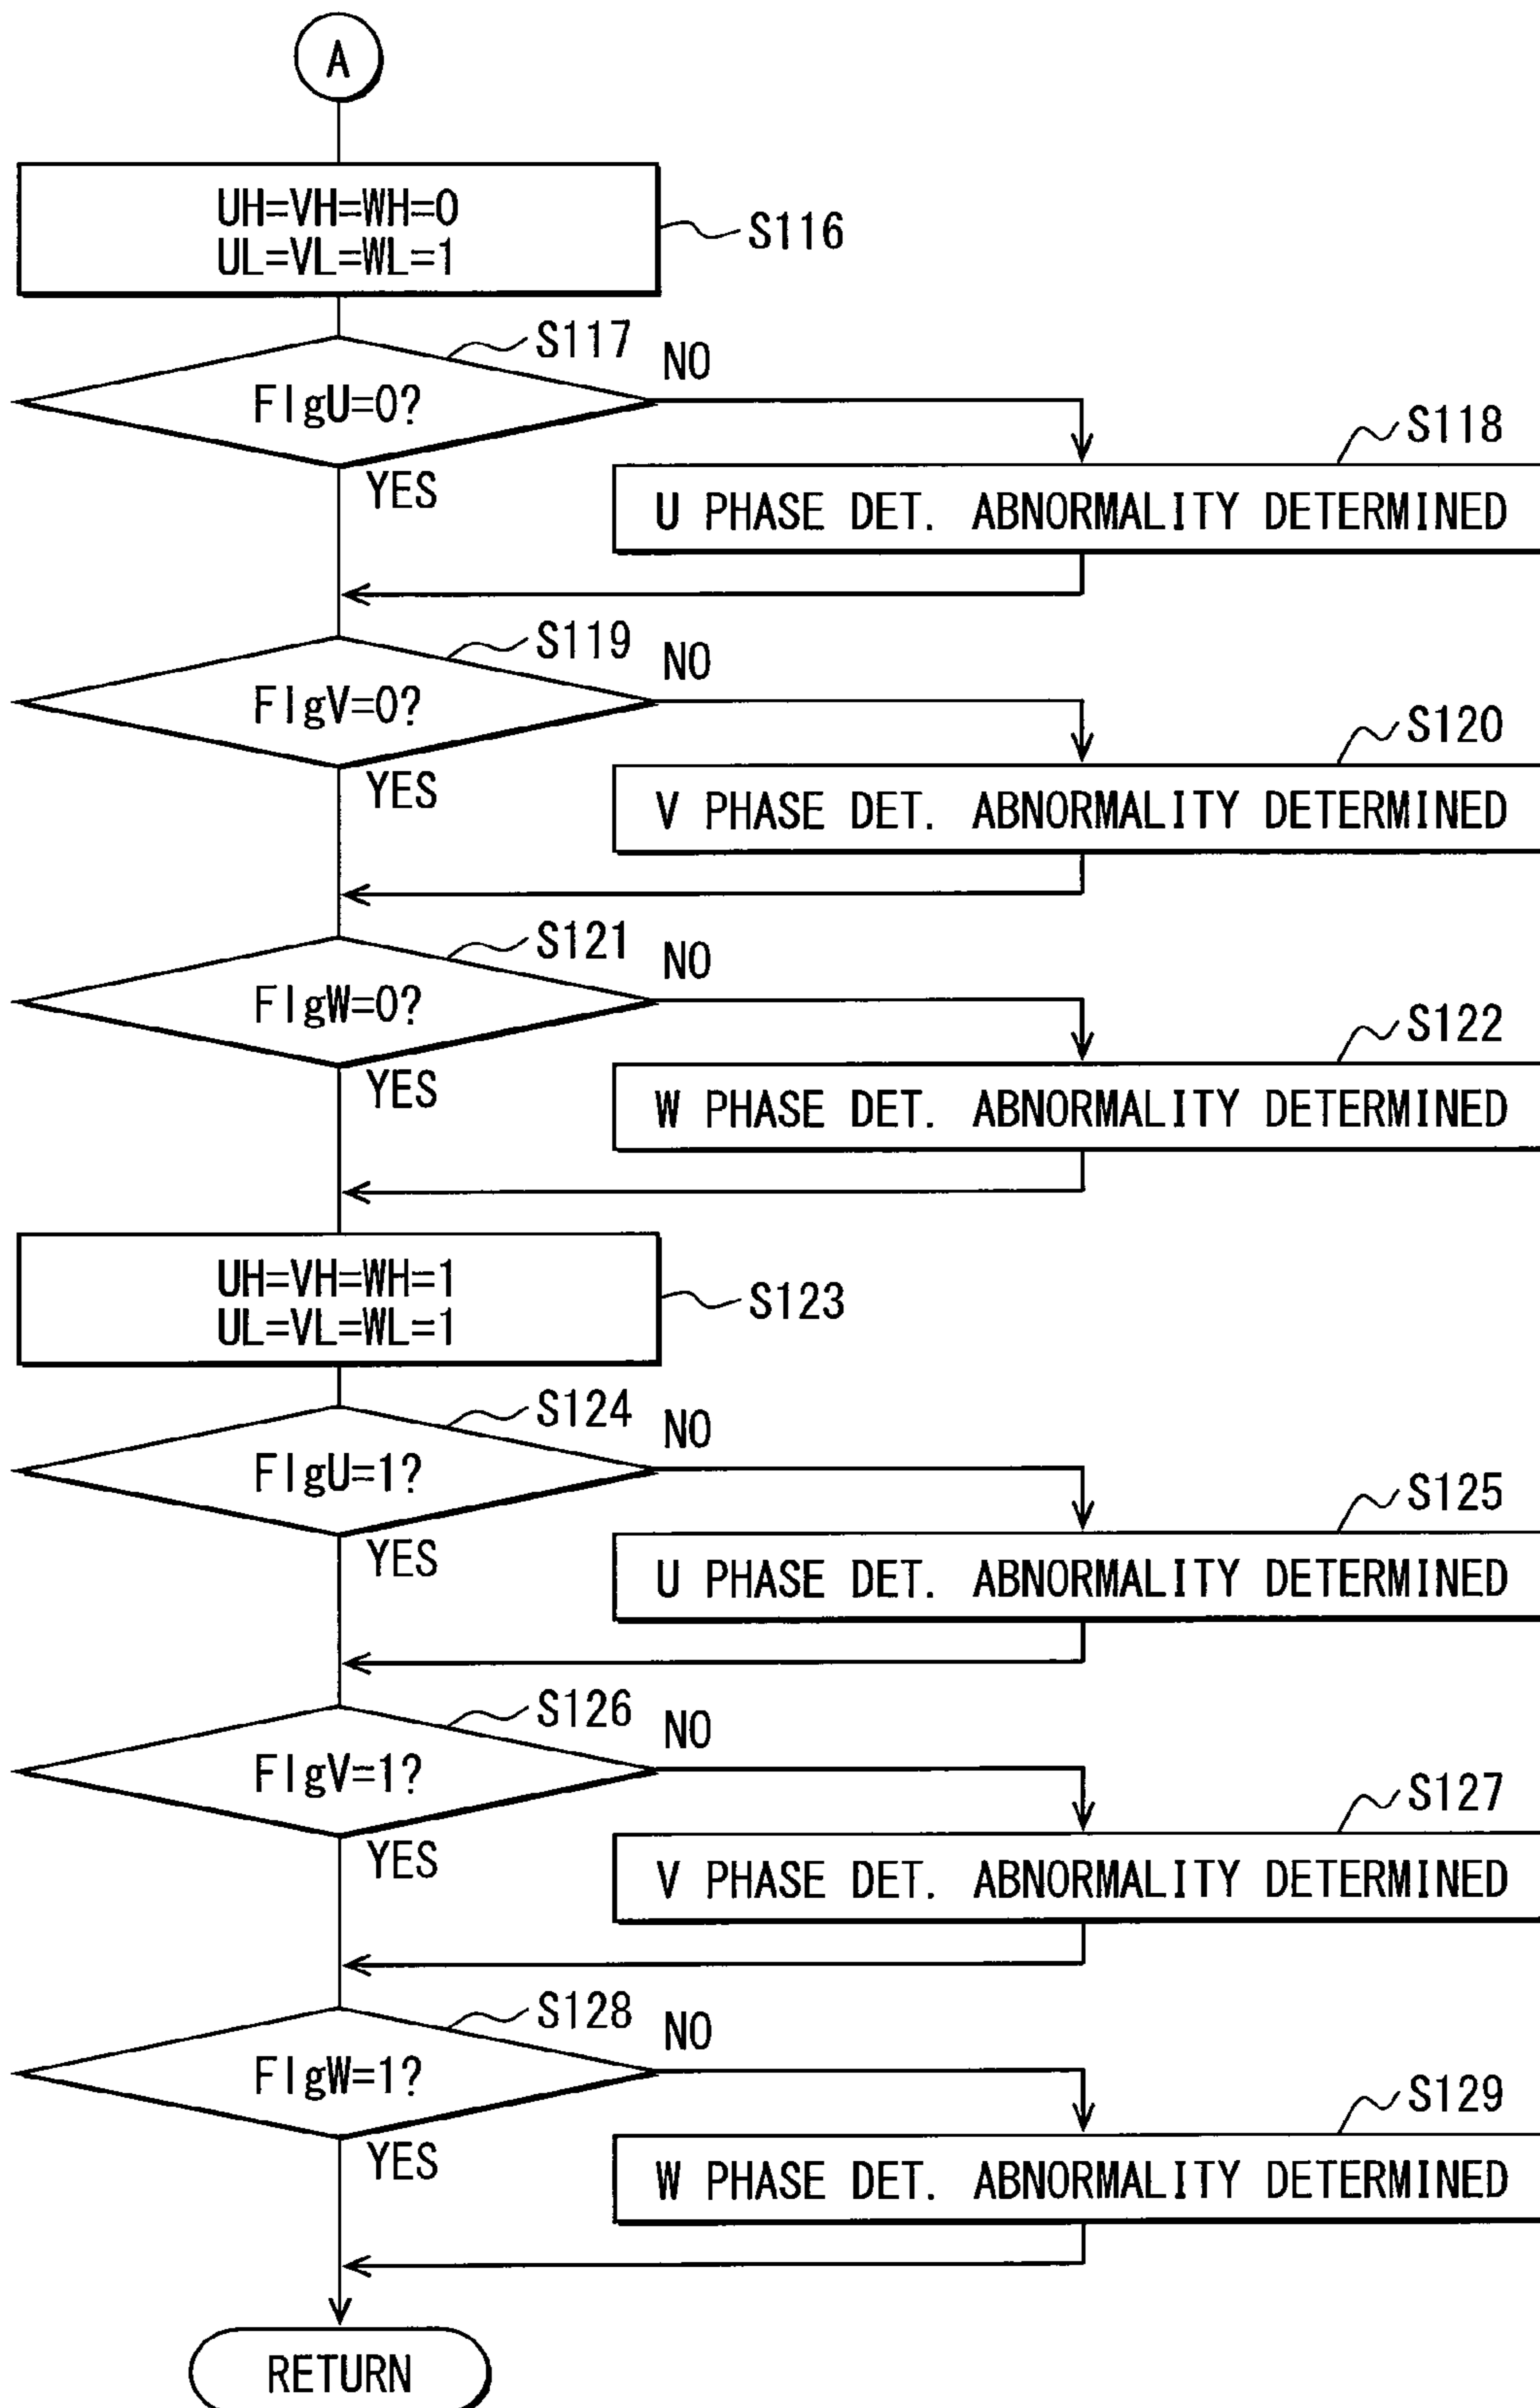 A
UH=VH=WH=0
UL=VL=WL=1
S116
S117
NO
FlgU=0?
YES
S118
U PHASE DET. ABNORMALITY DETERMINED
S119
NO
FlgV=0?
YES
S120
V PHASE DET. ABNORMALITY DETERMINED
S121
NO
FlgW=0?
YES
S122
W PHASE DET. ABNORMALITY DETERMINED
UH=VH=WH=1
UL=VL=WL=1
S123
S124
NO
FlgU=1?
YES
S125
U PHASE DET. ABNORMALITY DETERMINED
S126
NO
FlgV=1?
YES
S127
V PHASE DET. ABNORMALITY DETERMINED
S128
NO
FlgW=1?
YES
S129
W PHASE DET. ABNORMALITY DETERMINED
RETURN